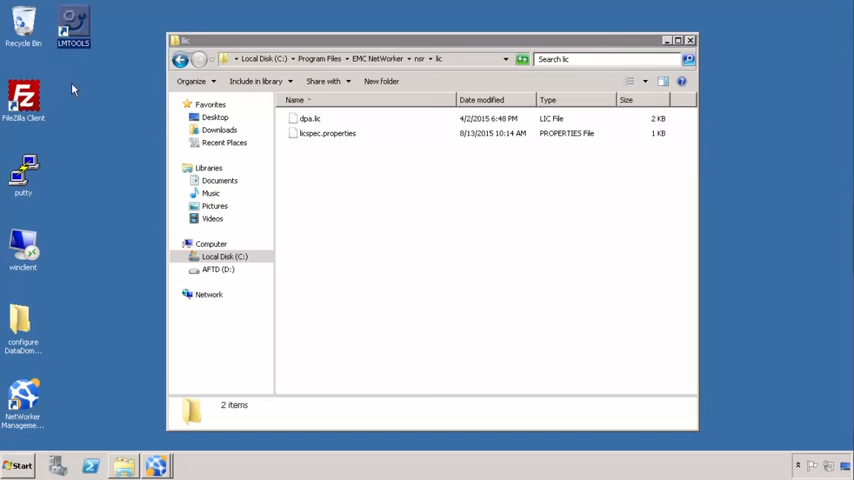 Recycle Bin
LMTOOLS
FileZilla Client
putty
winclient
configure
DataDom...
NetWorker
Manageme...
lic
Local Disk (C:) Program Files EMC NetWorker nsr lic
Search lic
Organize Include in library Share with New folder
Name Date modified Type Size
dpa.lic 4/2/2015 6:48 PM LIC File 2 KB
licspec.properties 8/13/2015 10:14 AM PROPERTIES File 1 KB
Favorites
Desktop
Downloads
Recent Places
Libraries
Documents
Music
Pictures
Videos
Computer
Local Disk (C:)
AFTD (D:)
Network
2 items
Start